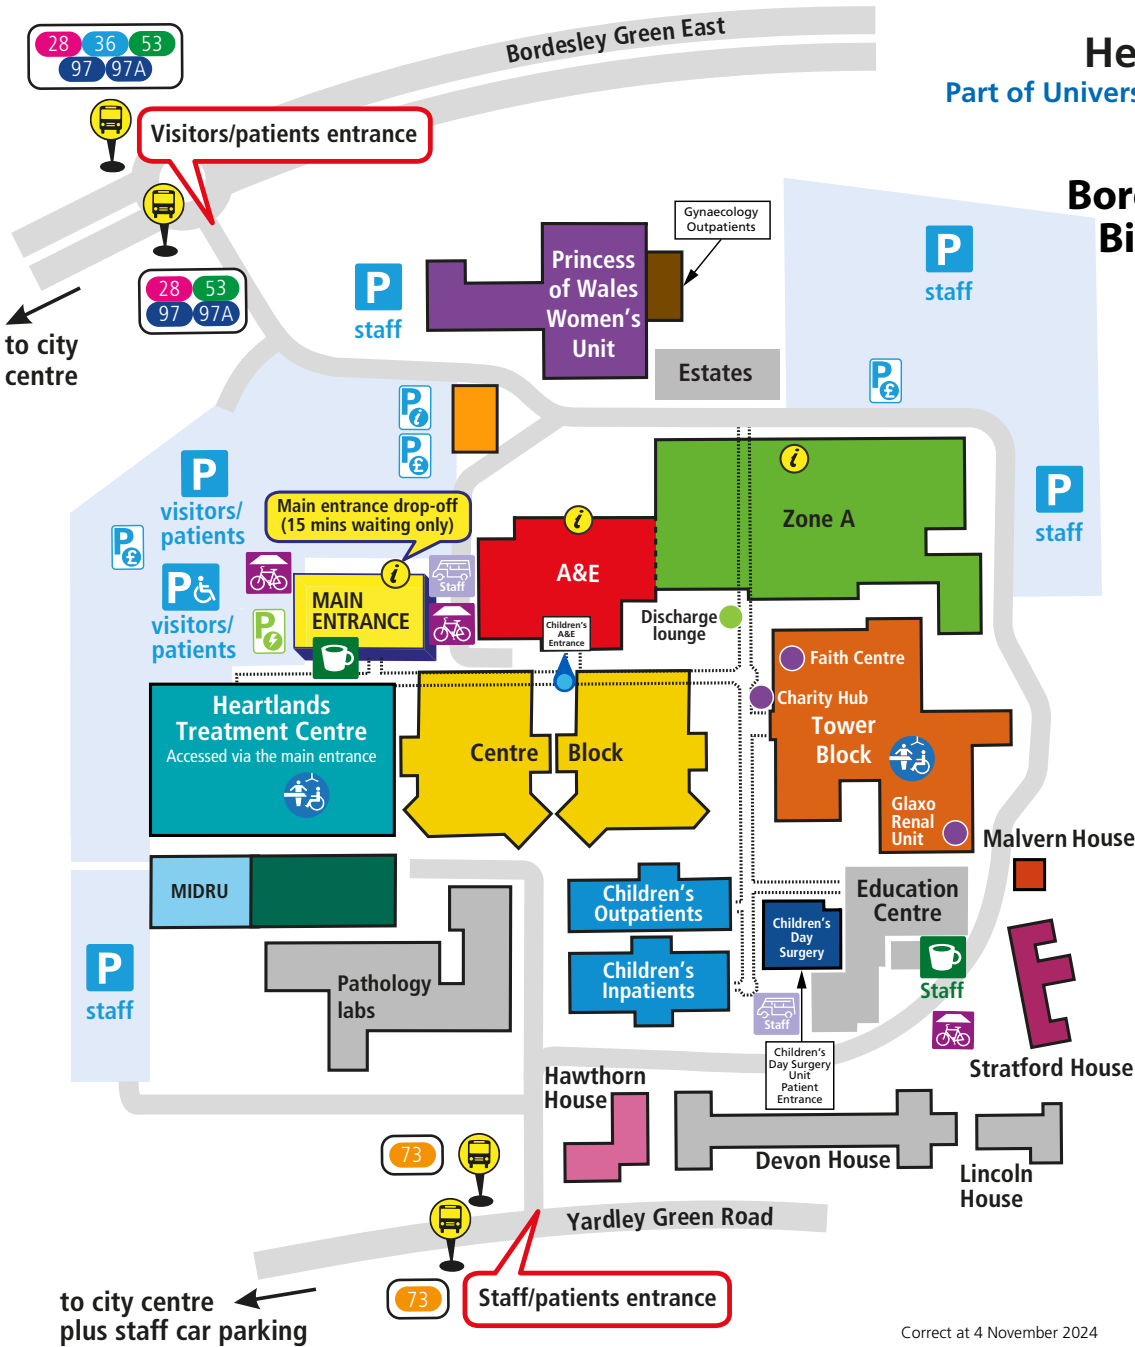 28 36 53
97 97A
Bordesley Green East
Visitors/patients entrance
28 53
97 97A
to city
centre
He
Part of Univers
Bord
Bi
P
staff
Princess
of Wales
Women's
Unit
Gynaecology
Outpatients
Estates
P
staff
P £
P i
P £
P
visitors/
patients
P £
P
visitors/
patients
P
Main entrance drop-off
(15 mins waiting only)
i
MAIN
ENTRANCE
Staff
i
A&E
Children's
A&E
Entrance
i
Zone A
P
staff
Discharge
lounge
Faith Centre
Charity Hub
Tower
Block
Glaxo
Renal
Unit
Heartlands
Treatment Centre
Accessed via the main entrance
Centre Block
Malvern House
MIDRU
Children's
Outpatients
Children's
Inpatients
Children's
Day
Surgery
Education
Centre
Staff
P
staff
Pathology
labs
Staff
Children's
Day Surgery
Unit
Patient
Entrance
Stratford House
Hawthorn
House
Devon House
Lincoln
House
73
Yardley Green Road
73
Staff/patients entrance
to city centre
plus staff car parking
Correct at 4 November 2024